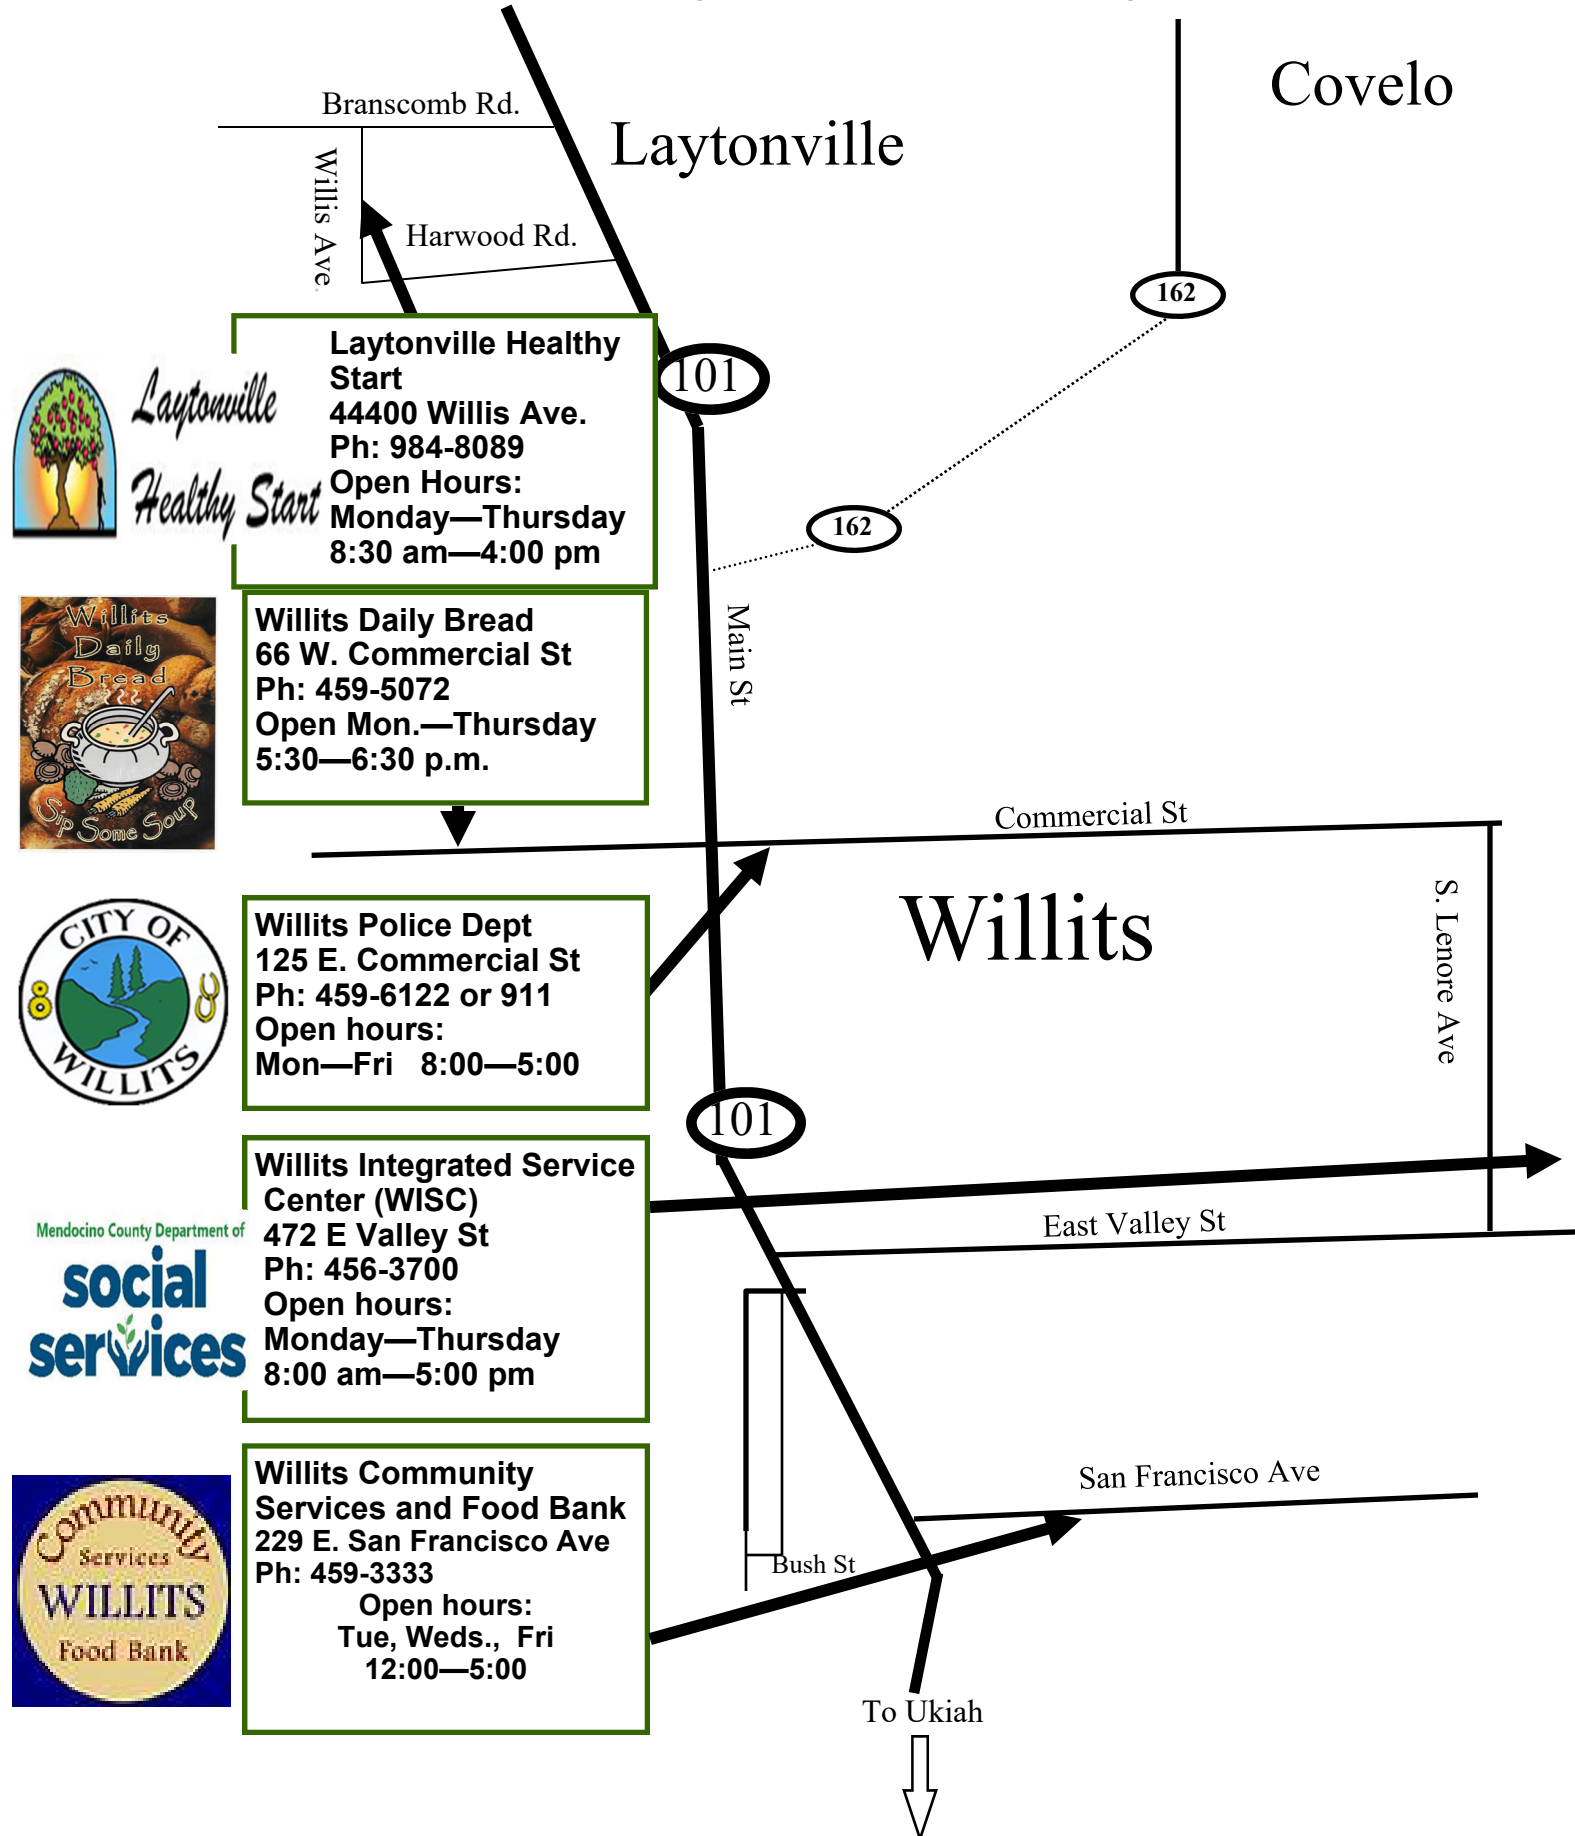 Covelo
Branscomb Rd.
Laytonville
Willis Ave.
Harwood Rd.
162
Laytonville
Healthy Start
Laytonville Healthy
Start
44400 Willis Ave.
Ph: 984-8089
Open Hours:
Monday—Thursday
8:30 am—4:00 pm
101
162
Willits
Daily
Bread
Sip Some Soup
Willits Daily Bread
66 W. Commercial St
Ph: 459-5072
Open Mon.—Thursday
5:30—6:30 p.m.
Main St
Commercial St
CITY OF
WILLITS
Willits Police Dept
125 E. Commercial St
Ph: 459-6122 or 911
Open hours:
Mon—Fri 8:00—5:00
Willits
S. Lenore Ave
101
Mendocino County Department of
social
services
Willits Integrated Service
Center (WISC)
472 E Valley St
Ph: 456-3700
Open hours:
Monday—Thursday
8:00 am—5:00 pm
East Valley St
Community
Services
WILLITS
Food Bank
Willits Community
Services and Food Bank
229 E. San Francisco Ave
Ph: 459-3333
Open hours:
Tue, Weds., Fri
12:00—5:00
San Francisco Ave
Bush St
To Ukiah